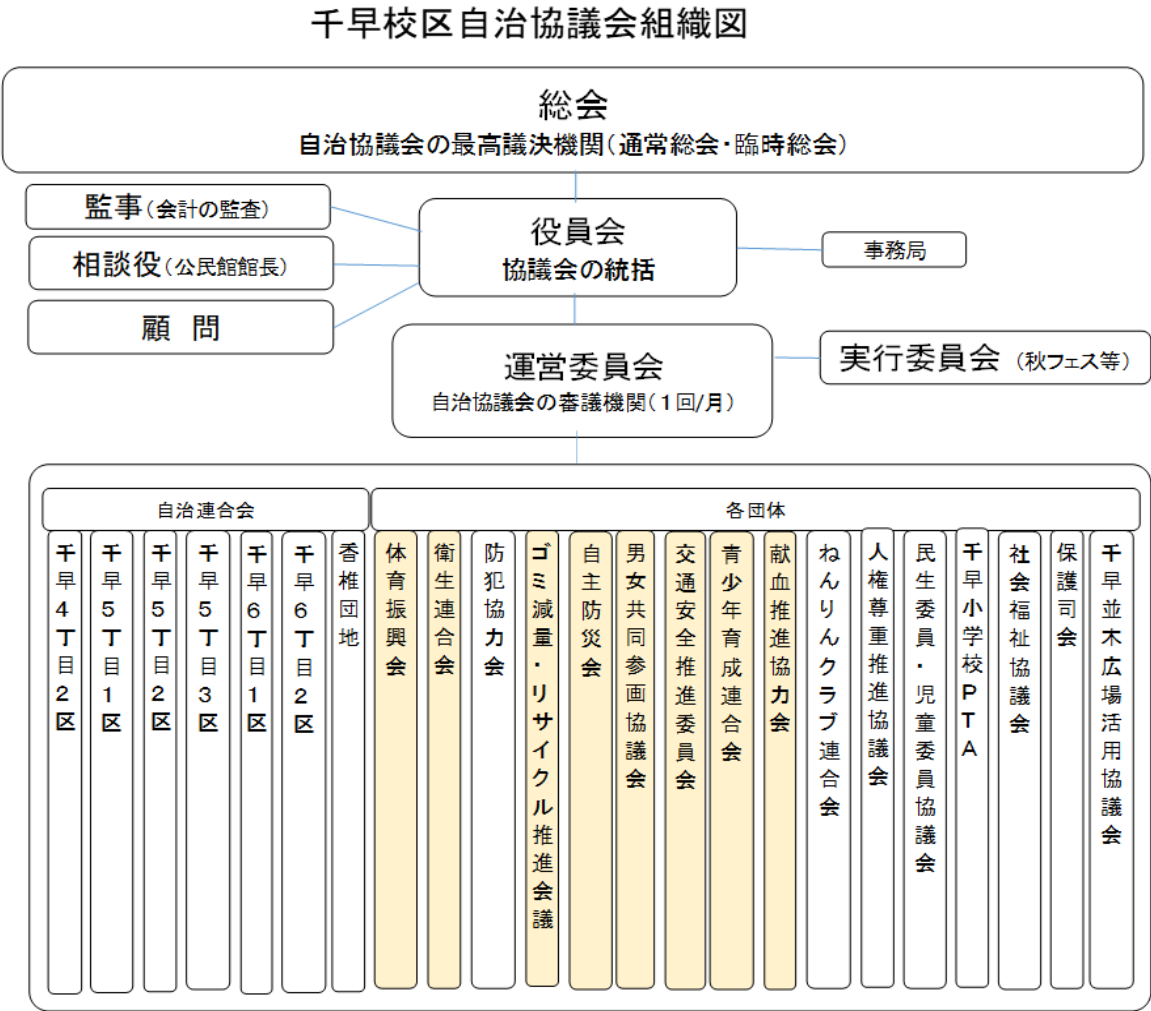 千早校区自治協議会組織図
総会
自治協議会の最高議決機関(通常総会・臨時総会)
監事(会計の監査)
相談役(公民館館長)
顧 問
役員会
協議会の統括
事務局
運営委員会
自治協議会の審議機関(1回/月)
実行委員会 (秋フェス等)
自治連合会
各団体
千早4丁目2区
千早5丁目1区
千早5丁目2区
千早5丁目3区
千早6丁目1区
千早6丁目2区
香椎団地
体育振興会
衛生連合会
防犯協力会
ゴミ減量・リサイクル推進会議
自主防災会
男女共同参画協議会
交通安全推進委員会
青少年育成連合会
献血推進協力会
ねんりんクラブ連合会
人権尊重推進協議会
民生委員・児童委員協議会
千早小学校PTA
社会福祉協議会
保護司会
千早並木広場活用協議会